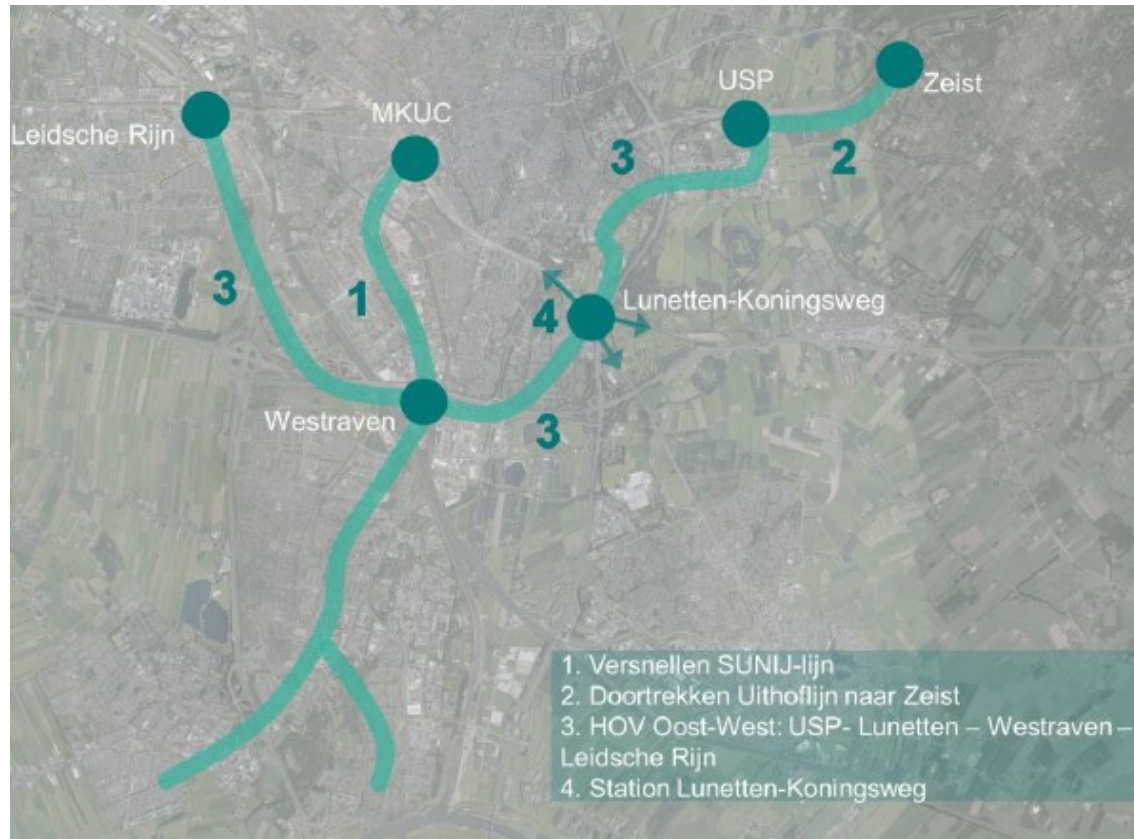 USP
Zeist
MKUC
Leidsche Rijn
3
2
3
1
4
Lunetten-Koningsweg
Westraven
3
1. Versnellen SUNIJ-lijn
2. Doortrekken Uithoflijn naar Zeist
3. HOV Oost-West: USP- Lunetten – Westraven –
Leidsche Rijn
4. Station Lunetten-Koningsweg